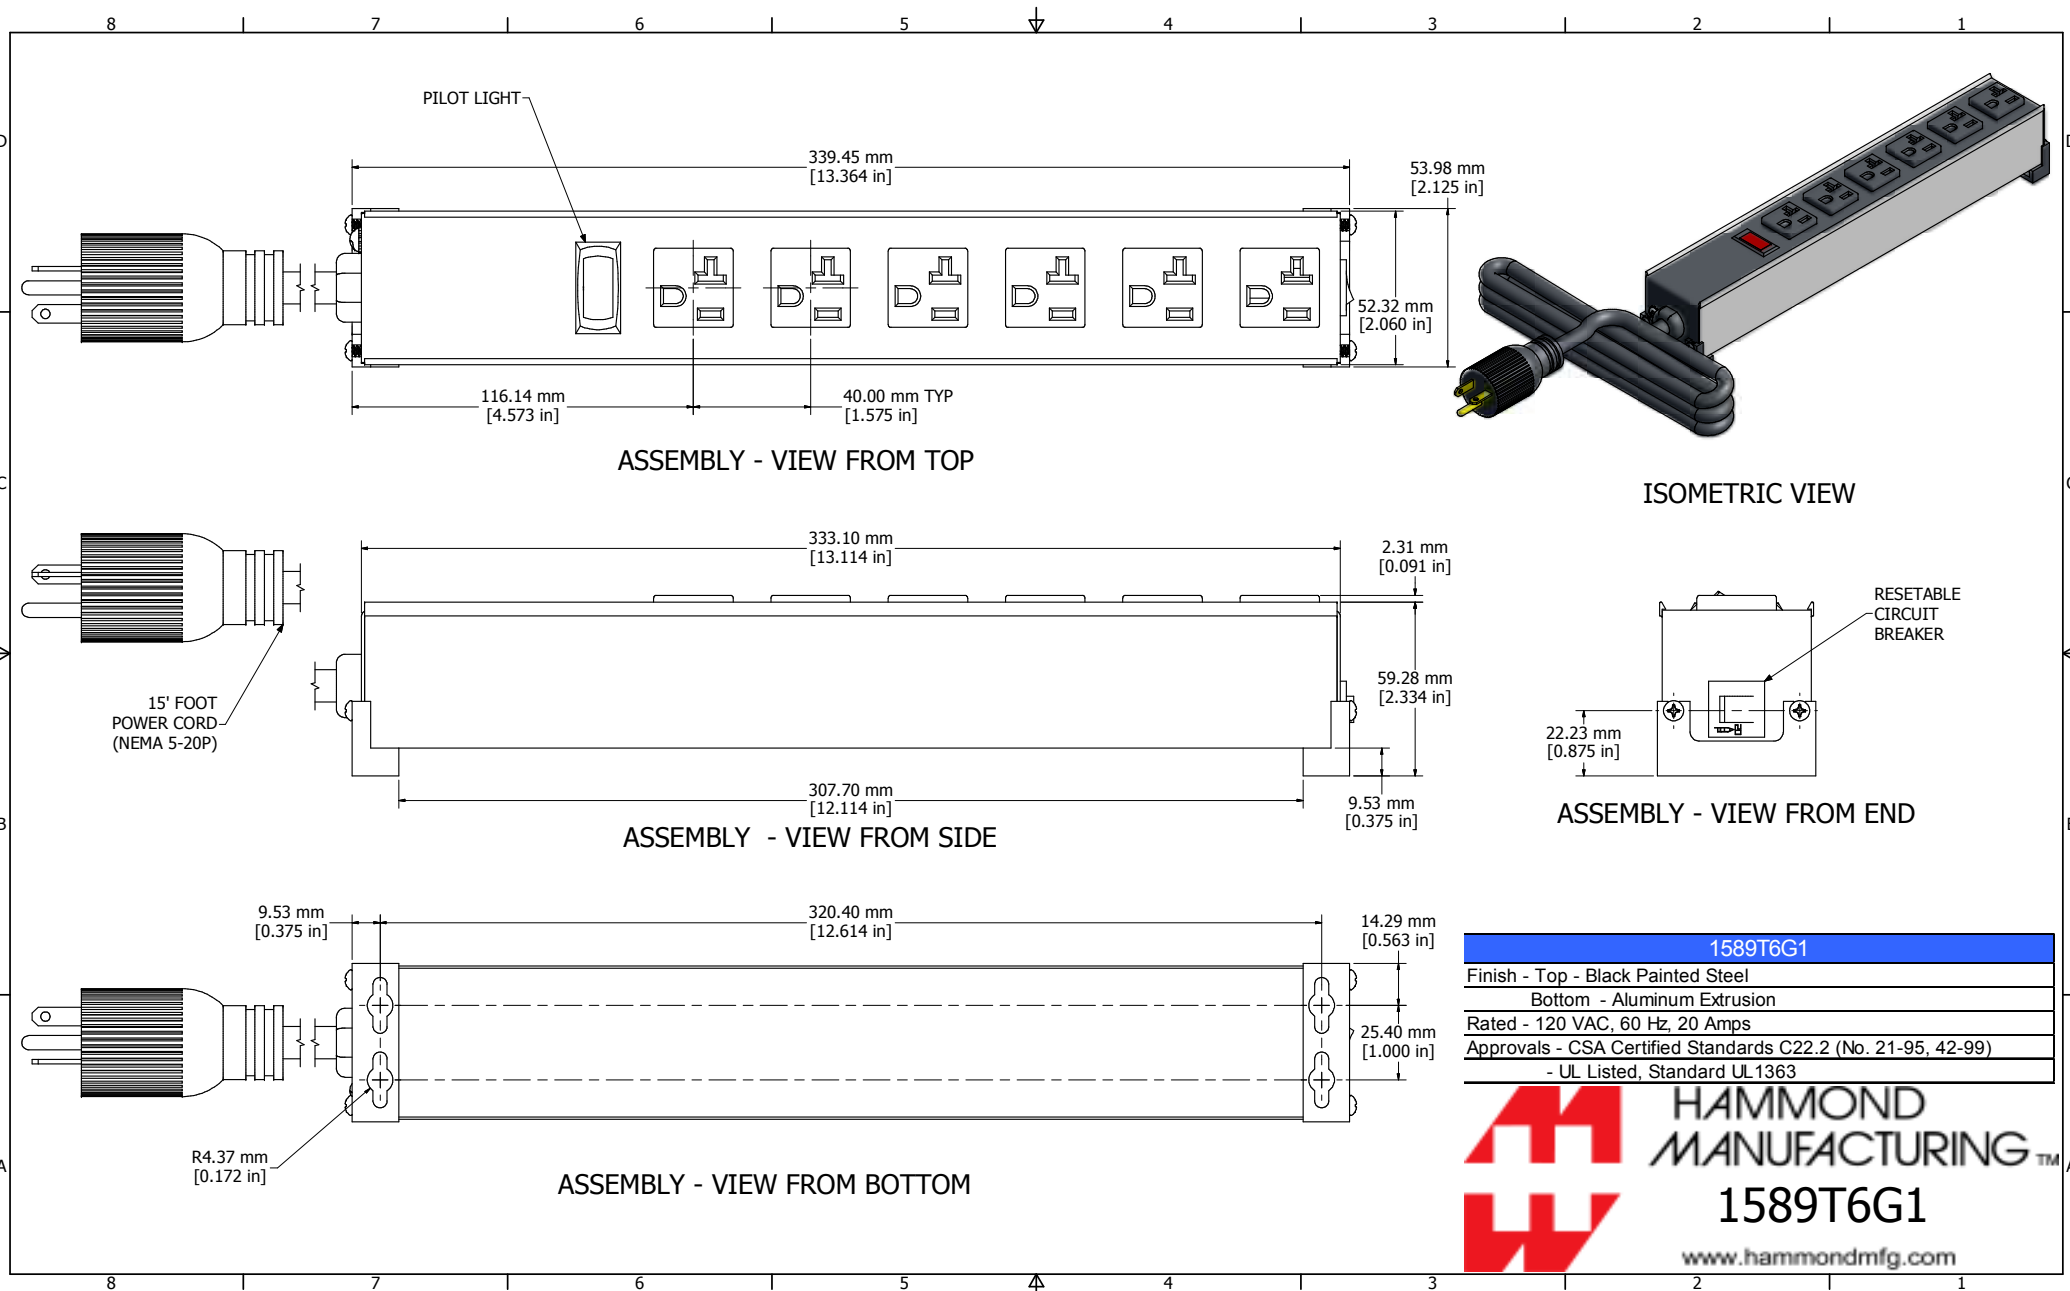 8 7 6 5 4 3 2 1
D
D
PILOT LIGHT
339.45 mm
[13.364 in]
53.98 mm
[2.125 in]
52.32 mm
[2.060 in]
116.14 mm
[4.573 in]
40.00 mm TYP
[1.575 in]
ASSEMBLY - VIEW FROM TOP
ISOMETRIC VIEW
C
C
333.10 mm
[13.114 in]
2.31 mm
[0.091 in]
59.28 mm
[2.334 in]
9.53 mm
[0.375 in]
307.70 mm
[12.114 in]
15' FOOT
POWER CORD
(NEMA 5-20P)
ASSEMBLY - VIEW FROM SIDE
RESETABLE
CIRCUIT
BREAKER
22.23 mm
[0.875 in]
ASSEMBLY - VIEW FROM END
B
B
9.53 mm
[0.375 in]
320.40 mm
[12.614 in]
14.29 mm
[0.563 in]
25.40 mm
[1.000 in]
R4.37 mm
[0.172 in]
ASSEMBLY - VIEW FROM BOTTOM
1589T6G1
Finish - Top - Black Painted Steel
Bottom - Aluminum Extrusion
Rated - 120 VAC, 60 Hz, 20 Amps
Approvals - CSA Certified Standards C22.2 (No. 21-95, 42-99)
- UL Listed, Standard UL1363
HAMMOND
MANUFACTURING TM
1589T6G1
www.hammondmfg.com
A
A
8 7 6 5 4 3 2 1